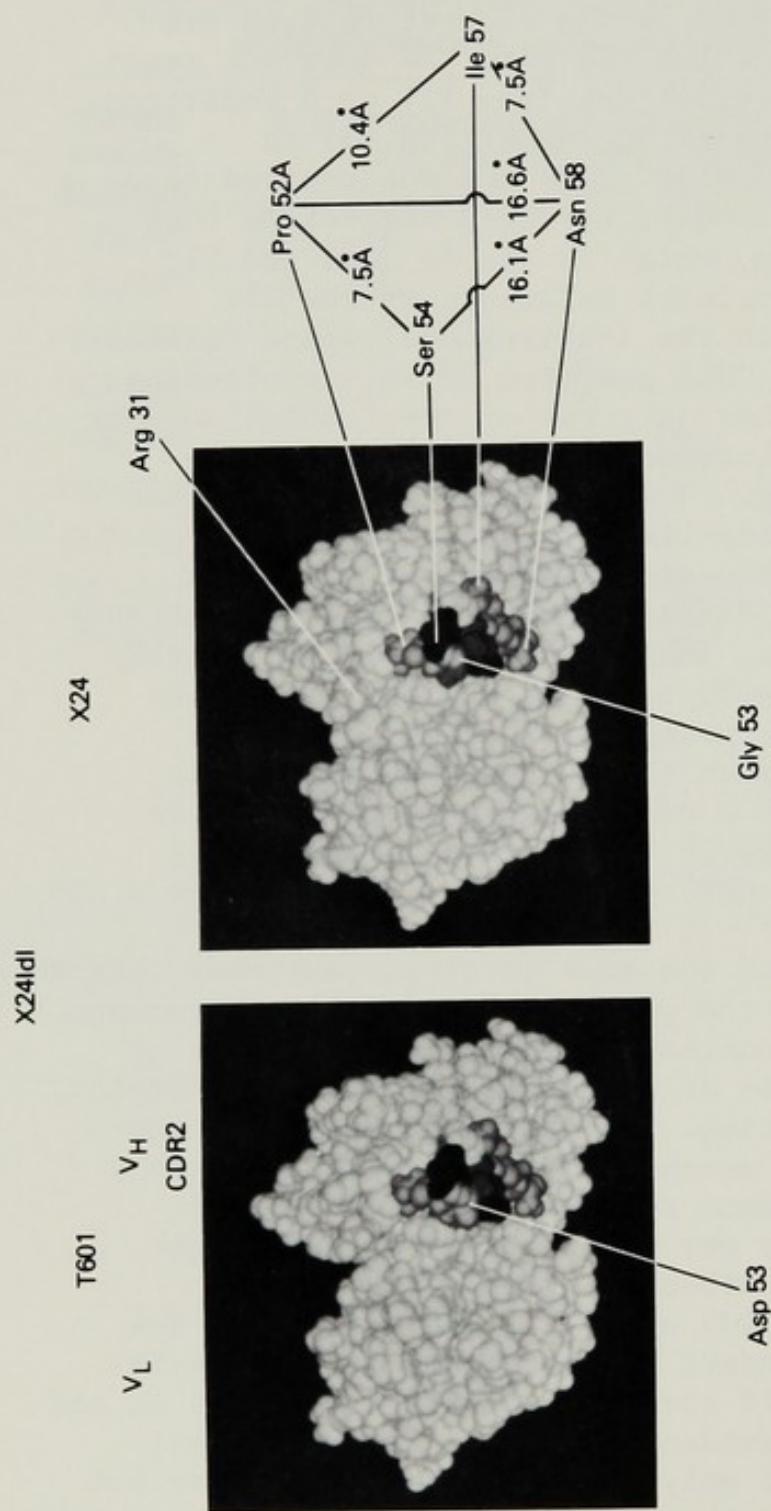 X24IdI
T601
X24
V_L
V_H
CDR2
Arg 31
Pro 52A
7.5Å
10.4Å
Ser 54
Ile 57
16.1Å
16.6Å
7.5Å
Asn 58
Asp 53
Gly 53